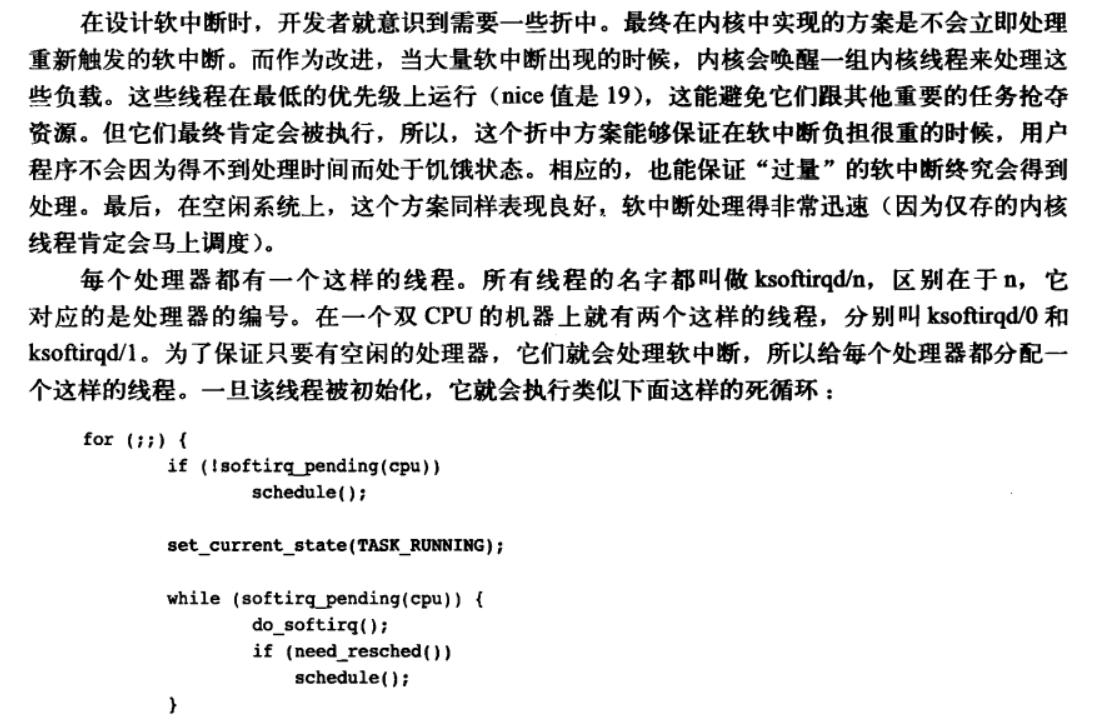 在设计软中断时，开发者就意识到需要一些折中。最终在内核中实现的方案是不会立即处理
重新触发的软中断。而作为改进，当大量软中断出现的时候，内核会唤醒一组内核线程来处理这
些负载。这些线程在最低的优先级上运行（nice 值是 19），这能避免它们跟其他重要的任务抢夺
资源。但它们最终肯定会被执行，所以，这个折中方案能够保证在软中断负担很重的时候，用户
程序不会因为得不到处理时间而处于饥饿状态。相应的，也能保证“过量”的软中断终究会得到
处理。最后，在空闲系统上，这个方案同样表现良好，软中断处理得非常迅速（因为仅存的内核
线程肯定会马上调度）。
每个处理器都有一个这样的线程。所有线程的名字都叫做 ksoftirqd/n，区别在于 n，它
对应的是处理器的编号。在一个双 CPU 的机器上就有两个这样的线程，分别叫 ksoftirqd/0 和
ksoftirqd/1。为了保证只要有空闲的处理器，它们就会处理软中断，所以给每个处理器都分配一
个这样的线程。一旦该线程被初始化，它就会执行类似下面这样的死循环：
for (;;) {
if (!softirq_pending(cpu))
schedule();
set_current_state(TASK_RUNNING);
while (softirq_pending(cpu)) {
do_softirq();
if (need_resched())
schedule();
}